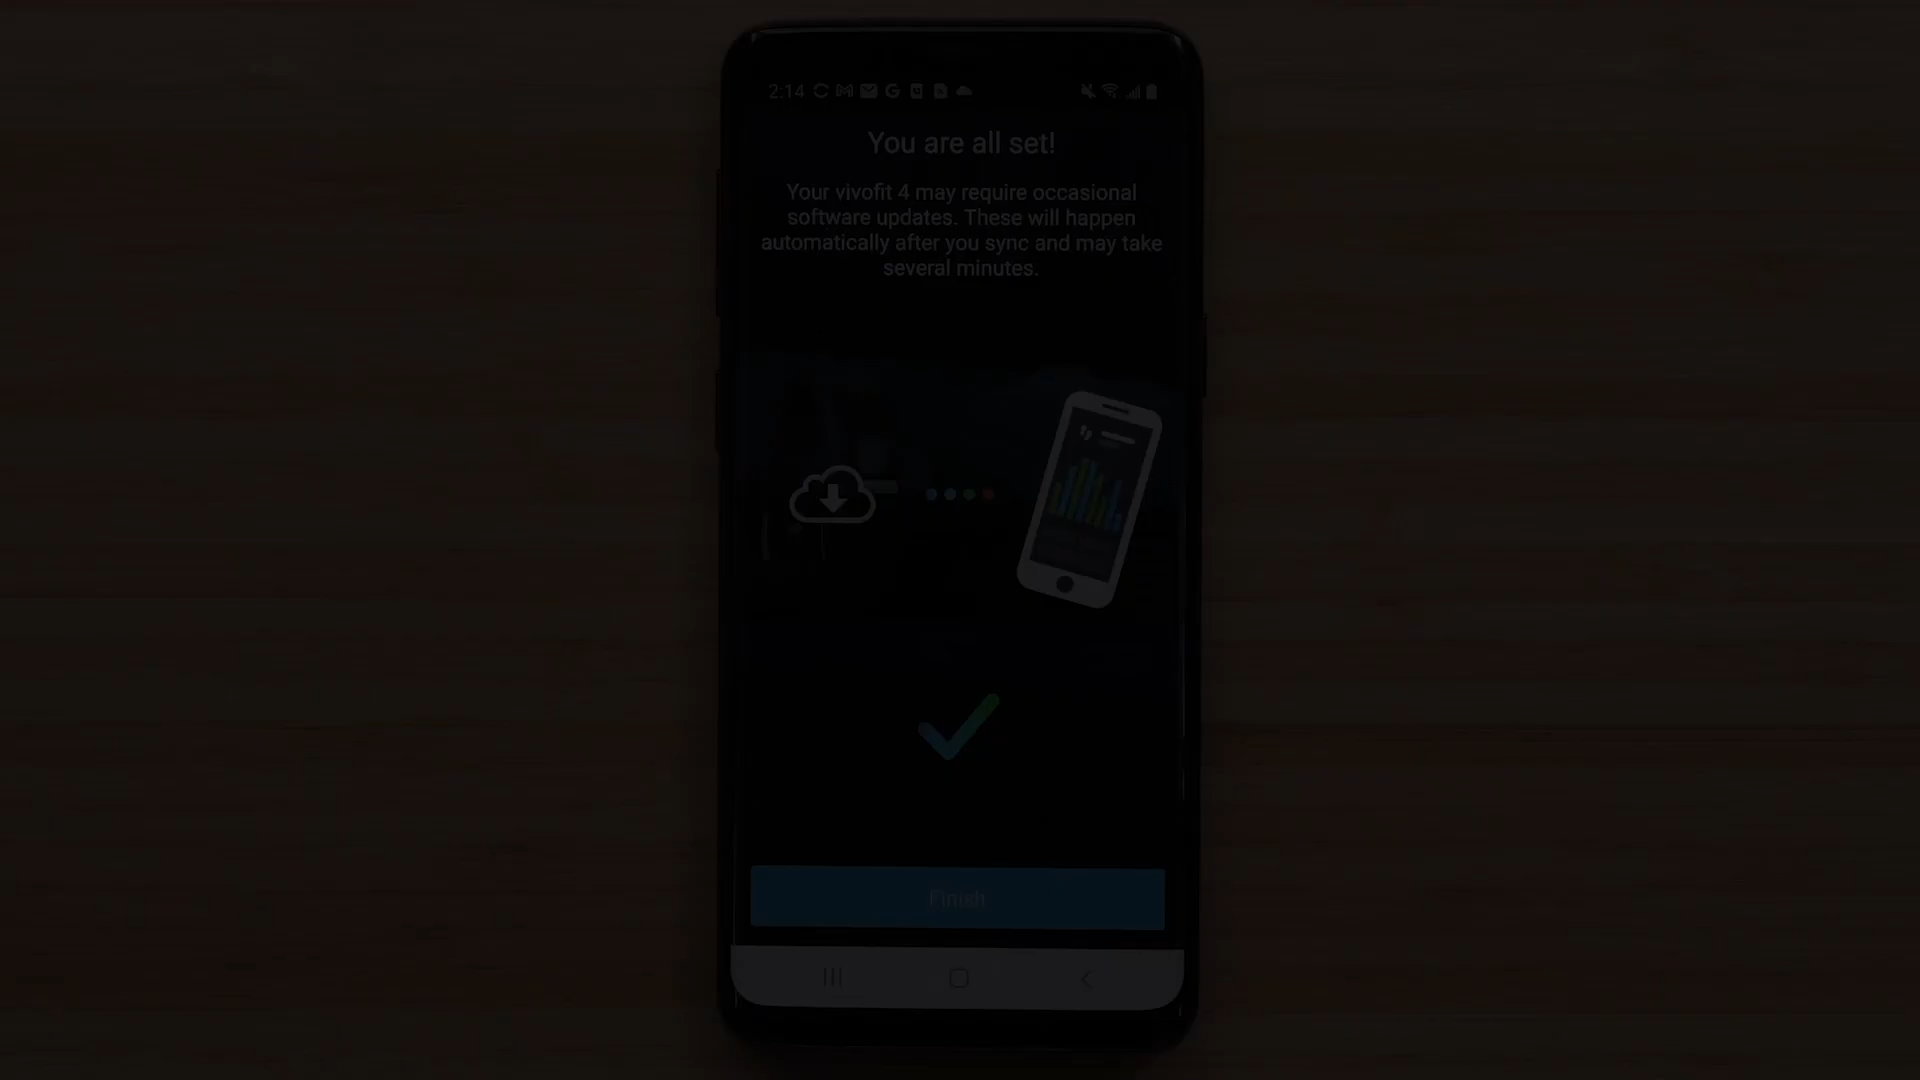 2:14
You are all set!
Your vivofit 4 may require occasional
software updates. These will happen
automatically after you sync and may take
several minutes.
Finish